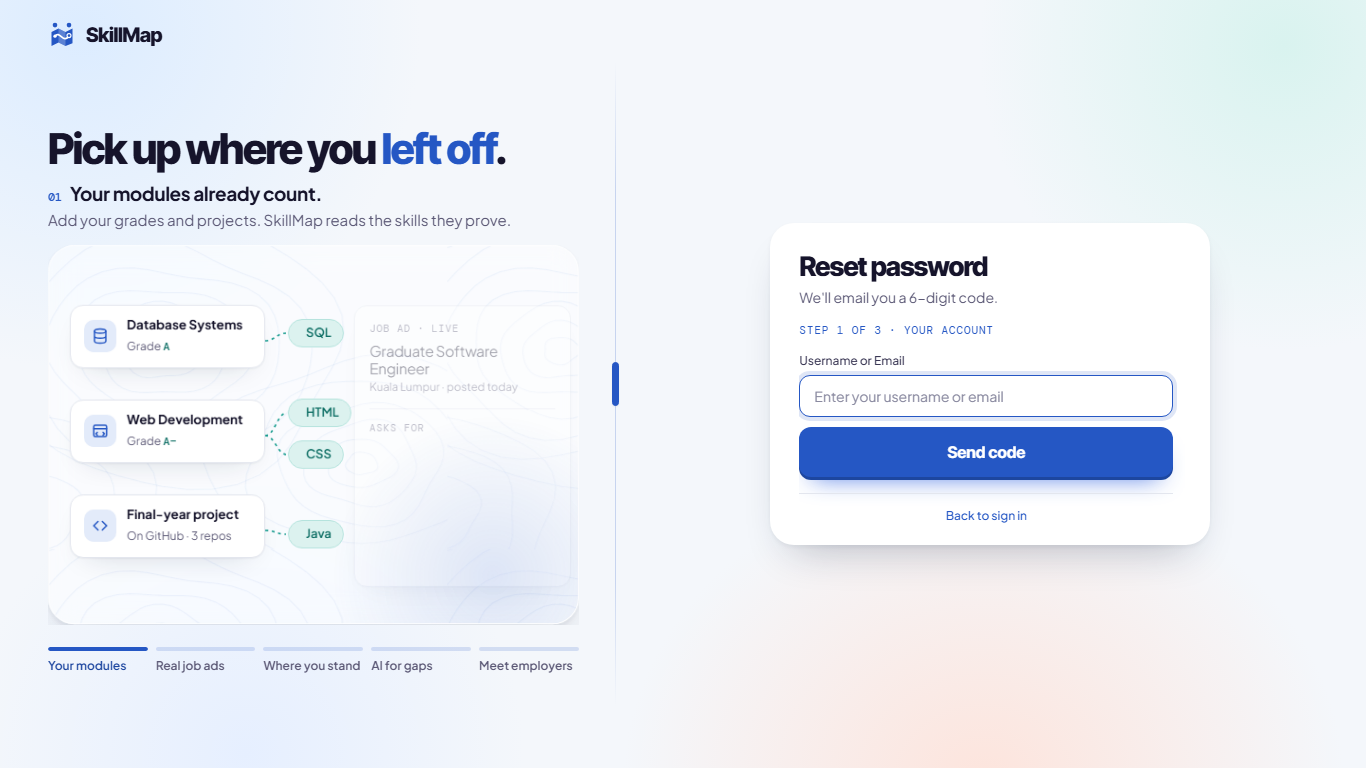 SkillMap
Pick up where you left off.
01 Your modules already count.
Add your grades and projects. SkillMap reads the skills they prove.
Database Systems
Grade A
SQL
Web Development
Grade A-
HTML
CSS
Final-year project
On GitHub · 3 repos
Java
JOB AD · LIVE
Graduate Software
Engineer
Kuala Lumpur · posted today
ASKS FOR
Your modules
Real job ads
Where you stand
AI for gaps
Meet employers
Reset password
We'll email you a 6-digit code.
STEP 1 OF 3 · YOUR ACCOUNT
Username or Email
Enter your username or email
Send code
Back to sign in